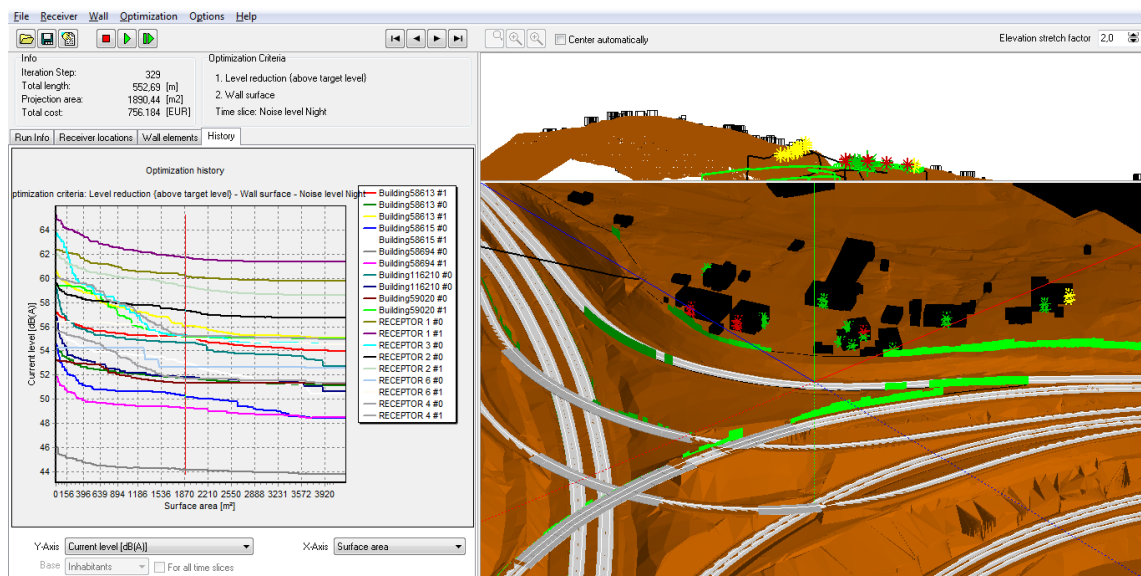 File Receiver Wall Optimization Options Help
Center automatically
Elevation stretch factor 2,0
Info
Iteration Step: 329
Total length: 552,69 [m]
Projection area: 1890,44 [m2]
Total cost: 756.184 [EUR]
Optimization Criteria
1. Level reduction (above target level)
2. Wall surface
Time slice: Noise level Night
Run Info Receiver locations Wall elements History
Optimization history
ptimization criteria: Level reduction (above target level) - Wall surface - Noise level Night
Building58613 #1
Building58613 #0
Building58613 #1
Building58615 #0
Building58615 #1
Building58694 #0
Building58694 #1
Building116210 #0
Building116210 #0
Building59020 #0
Building59020 #1
RECEPTOR 1 #0
RECEPTOR 1 #1
RECEPTOR 3 #0
RECEPTOR 2 #0
RECEPTOR 2 #1
RECEPTOR 6 #0
RECEPTOR 6 #1
RECEPTOR 4 #0
RECEPTOR 4 #1
Current level [dB(A)]
64
62
60
58
56
54
52
50
48
46
44
0 156 396 639 894 1186 1536 1870 2210 2550 2888 3231 3572 3920
Surface area [m²]
Y-Axis Current level [dB(A)]
X-Axis Surface area
Base Inhabitants
For all time slices